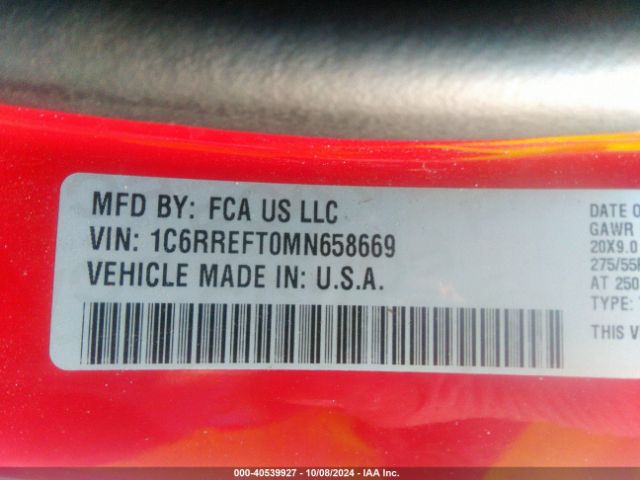 MFD BY: FCA US LLC
VIN: 1C6RREFT0MN658669
VEHICLE MADE IN: U.S.A.
DATE O
GAWR
20X9.0
275/55
AT 250
TYPE:
THIS V
000-40539927 - 10/08/2024 - IAA Inc.